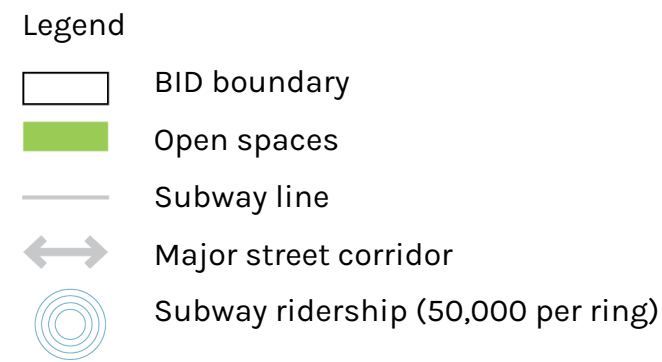 Legend
BID boundary
Open spaces
Subway line
Major street corridor
Subway ridership (50,000 per ring)